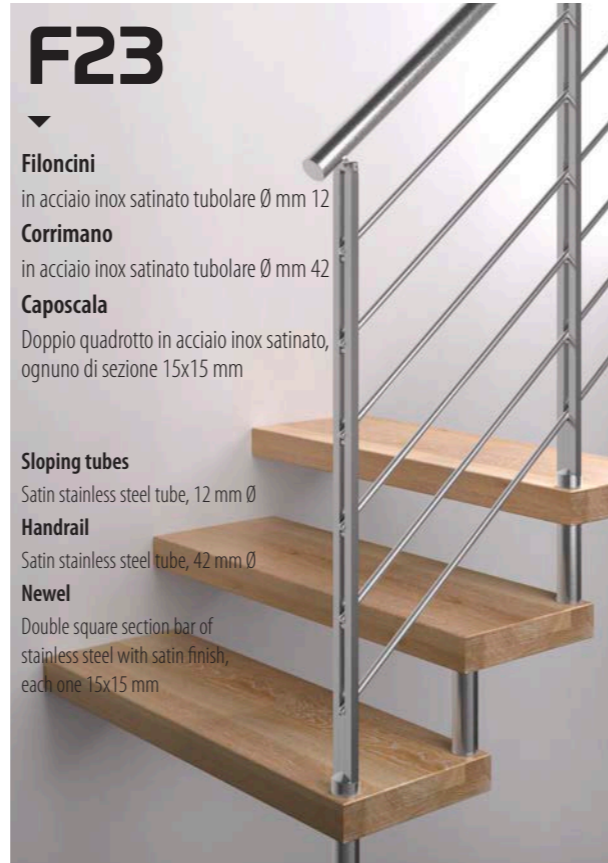 F23
Filoncini
in acciaio inox satinato tubolare Ø mm 12
Corrimano
in acciaio inox satinato tubolare Ø mm 42
Caposcala
Doppio quadrotto in acciaio inox satinato,
ognuno di sezione 15x15 mm
Sloping tubes
Satin stainless steel tube, 12 mm Ø
Handrail
Satin stainless steel tube, 42 mm Ø
Newel
Double square section bar of
stainless steel with satin finish,
each one 15x15 mm